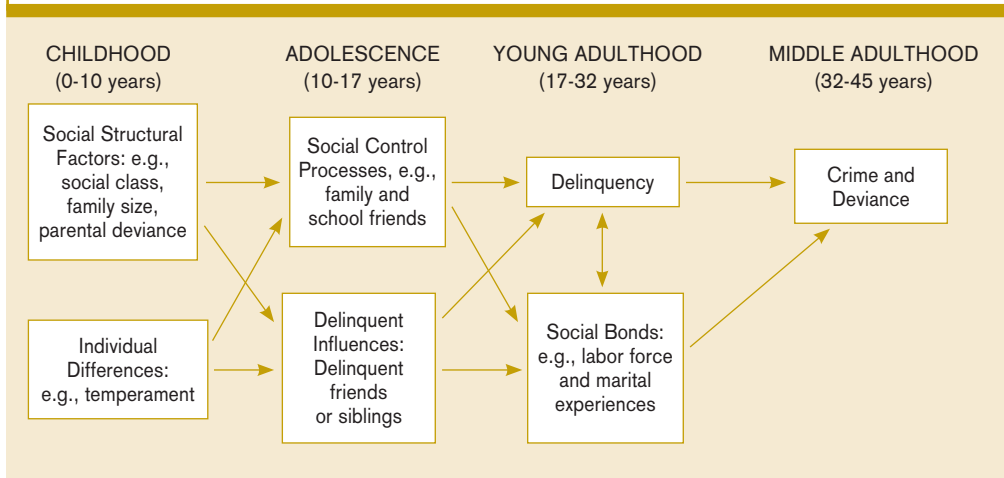 CHILDHOOD
(0-10 years)
ADOLESCENCE
(10-17 years)
YOUNG ADULTHOOD
(17-32 years)
MIDDLE ADULTHOOD
(32-45 years)
Social Structural
Factors: e.g.,
social class,
family size,
parental deviance
Social Control
Processes, e.g.,
family and
school friends
Delinquency
Crime and
Deviance
Individual
Differences:
e.g., temperament
Delinquent
Influences:
Delinquent
friends
or siblings
Social Bonds:
e.g., labor force
and marital
experiences